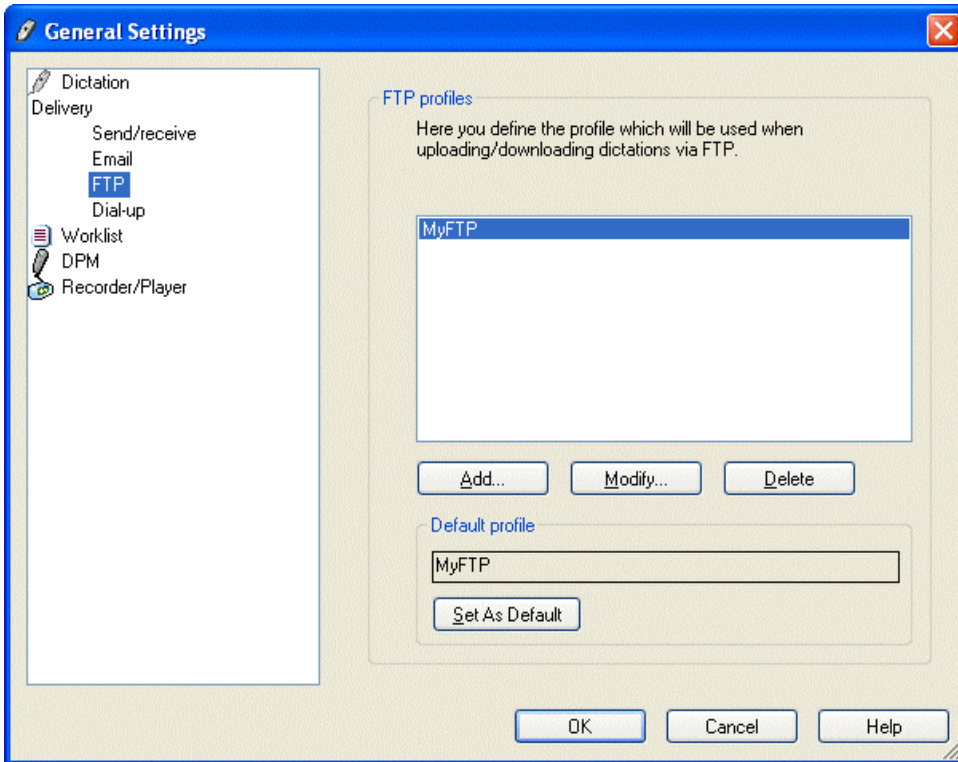 General Settings
Dictation
Delivery
Send/receive
Email
FTP
Dial-up
Worklist
DPM
Recorder/Player
FTP profiles
Here you define the profile which will be used when
uploading/downloading dictations via FTP.
MyFTP
Add... Modify... Delete
Default profile
MyFTP
Set As Default
OK Cancel Help